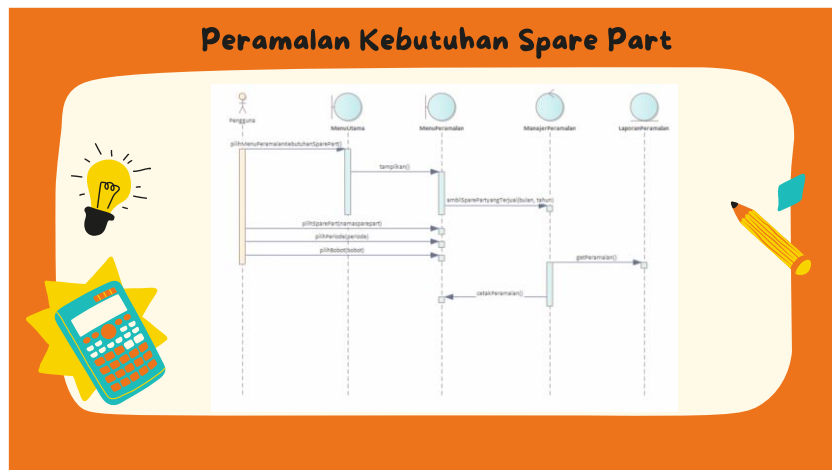 Peramalan Kebutuhan Spare Part
Pengguna
MenuUtama
MenuPeramalan
ManajerPeramalan
LaporanPeramalan
pilihMenuPeramalanKebutuhanSparePart()
tampilkan()
ambilSparePartyangTerjual(bulan, tahun)
pilihSparePart(namasparepart)
pilihPeriode(periode)
pilihBobot(bobot)
getPeramalan()
cetakPeramalan()